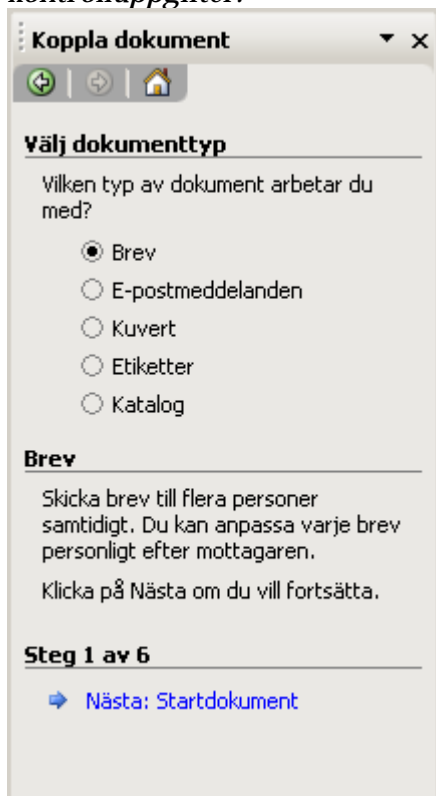 Koppla dokument
Välj dokumenttyp
Vilken typ av dokument arbetar du
med?
Brev
E-postmeddelanden
Kuvert
Etiketter
Katalog
Brev
Skicka brev till flera personer
samtidigt. Du kan anpassa varje brev
personligt efter mottagaren.
Klicka på Nästa om du vill fortsätta.
Steg 1 av 6
Nästa: Startdokument